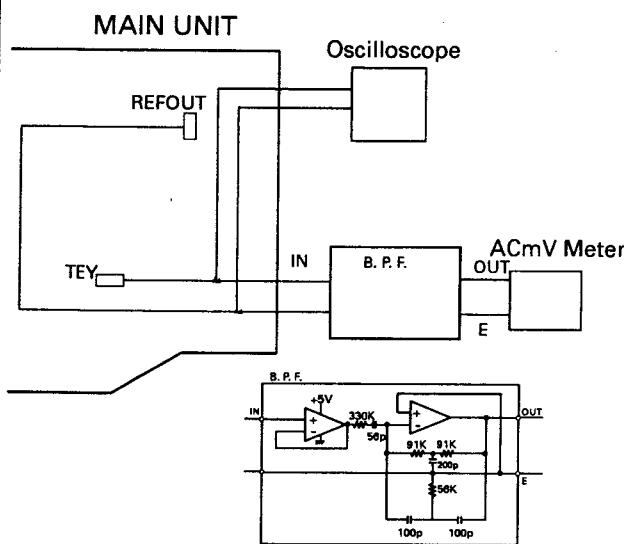 MAIN UNIT
Oscilloscope
REFOUT
TEY
IN
B. P. F.
ACmV Meter
OUT
E
B. P. F.
IN
+5V
330K
56p
OUT
91K 91K
200p
E
56K
100p 100p